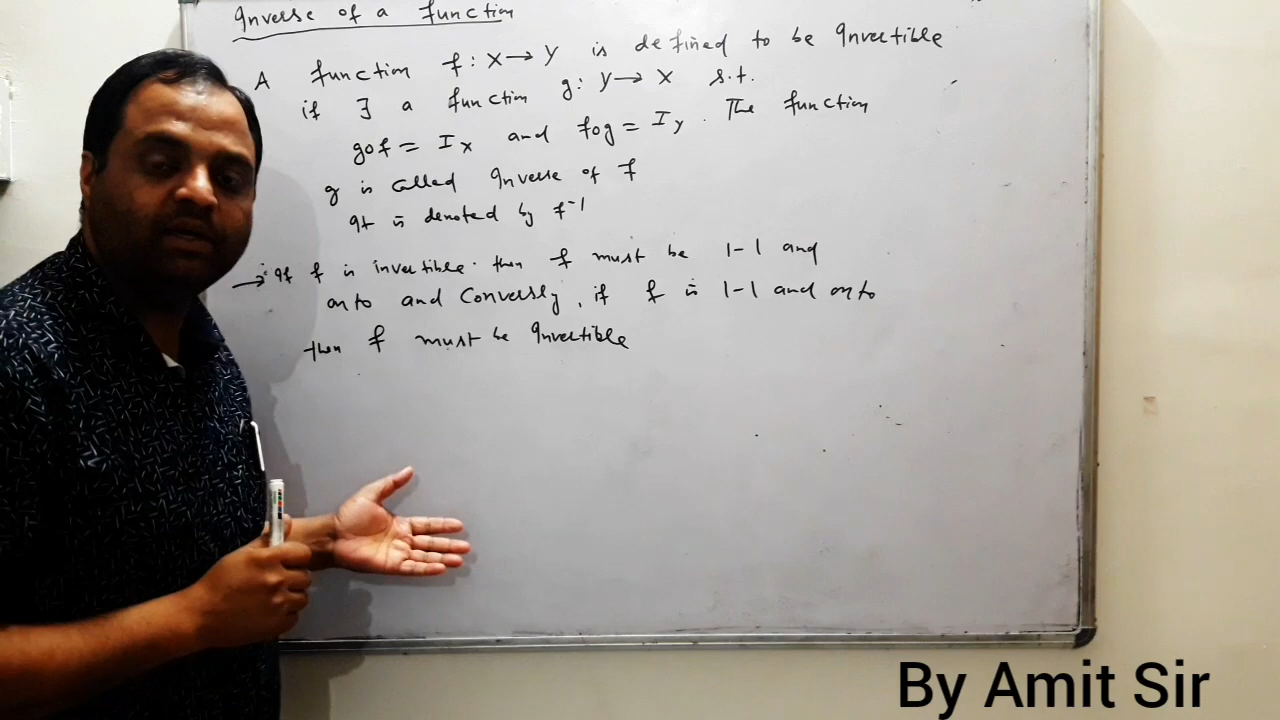 Inverse of a function
A function f: X→Y is defined to be Invertible
if ∃ a function g: Y→X s.t.
gof = I_X and fog = I_Y. The function
g is called Inverse of f
It is denoted by f⁻¹
→ If f is invertible. then f must be 1-1 and
onto and Conversly, if f is 1-1 and onto
then f must be Invertible
By Amit Sir